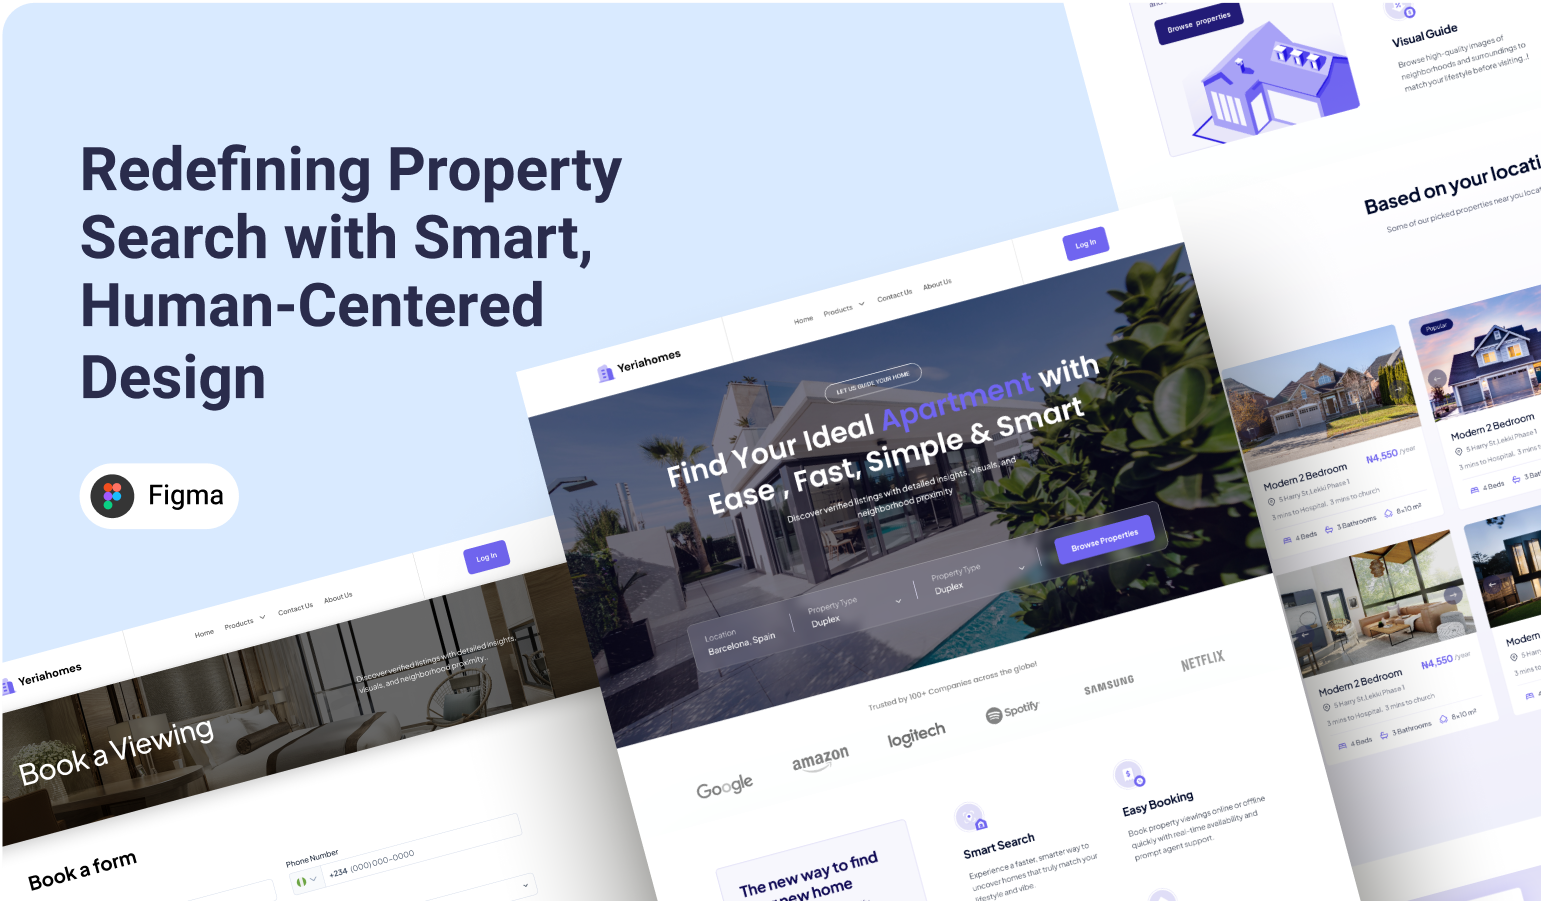 Redefining Property
Search with Smart,
Human-Centered
Design
Figma
Yeriahomes
Home
Products
Contact Us
About Us
Log In
LET US GUIDE YOUR HOME
Find Your Ideal Apartment with
Ease , Fast, Simple & Smart
Discover verified listings with detailed insights, visuals, and
neighborhood proximity
Location
Barcelona, Spain
Property Type
Duplex
Property Type
Duplex
Browse Properties
Trusted by 100+ Companies across the globe!
Google
amazon
logitech
Spotify
SAMSUNG
NETFLIX
The new way to find
new home
Smart Search
Experience a faster, smarter way to
uncover homes that truly match your
lifestyle and vibe.
Easy Booking
Book property viewings online or offline
quickly with real-time availability and
prompt agent support.
Yeriahomes
Home
Products
Contact Us
About Us
Log In
Discover verified listings with detailed insights,
visuals, and neighborhood proximity..
Book a Viewing
Book a form
Phone Number
+234 (000) 000-0000
Browse properties
Visual Guide
Browse high-quality images of
neighborhoods and surroundings to
match your lifestyle before visiting..!
Based on your locati
Some of our picked properties near you locat
Modern 2 Bedroom
₦4,550 /year
5 Harry St,Lekki Phase 1
3 mins to Hospital, 3 mins to church
4 Beds
3 Bathrooms
8x10 m²
Popular
Modern 2 Bedroom
5 Harry St,Lekki Phase 1
3 mins to Hospital, 3 mins t
4 Beds
3 Bat
Modern 2 Bedroom
₦4,550 /year
5 Harry St,Lekki Phase 1
3 mins to Hospital, 3 mins to church
4 Beds
3 Bathrooms
8x10 m²
Modern
5 Harr
3 mins t